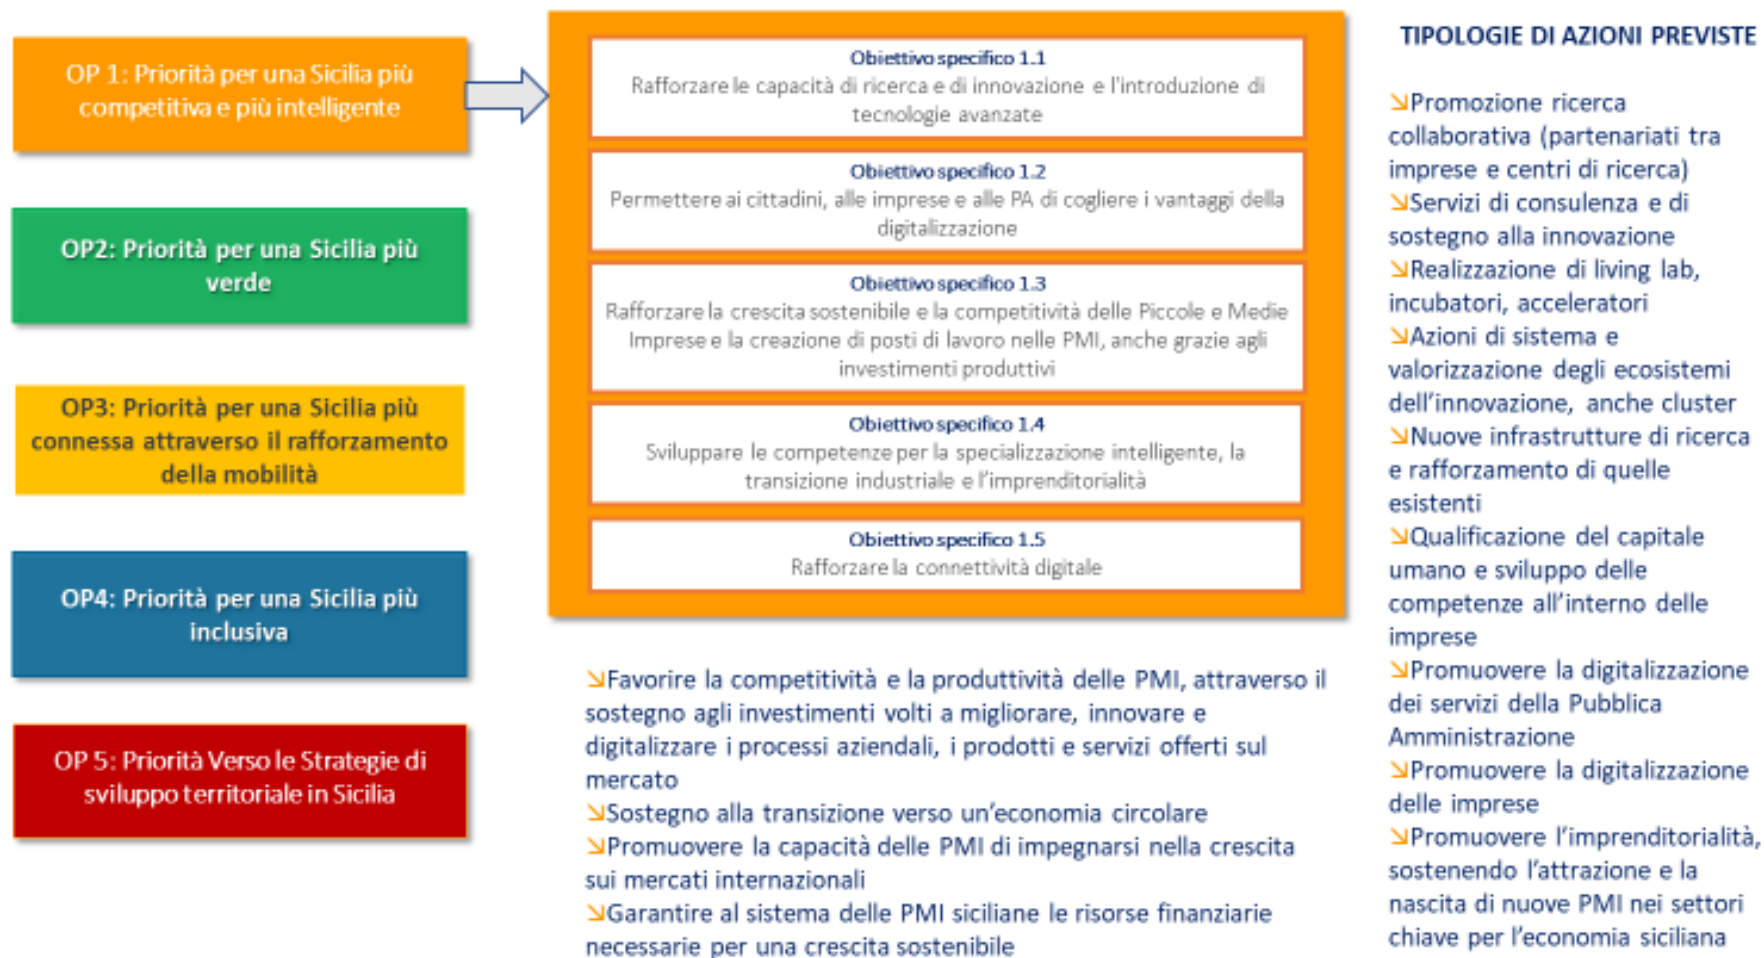 OP 1: Priorità per una Sicilia più
competitiva e più intelligente
OP2: Priorità per una Sicilia più
verde
OP3: Priorità per una Sicilia più
connessa attraverso il rafforzamento
della mobilità
OP4: Priorità per una Sicilia più
inclusiva
OP 5: Priorità Verso le Strategie di
sviluppo territoriale in Sicilia
Obiettivo specifico 1.1
Rafforzare le capacità di ricerca e di innovazione e l'introduzione di
tecnologie avanzate
Obiettivo specifico 1.2
Permettere ai cittadini, alle imprese e alle PA di cogliere i vantaggi della
digitalizzazione
Obiettivo specifico 1.3
Rafforzare la crescita sostenibile e la competitività delle Piccole e Medie
Imprese e la creazione di posti di lavoro nelle PMI, anche grazie agli
investimenti produttivi
Obiettivo specifico 1.4
Sviluppare le competenze per la specializzazione intelligente, la
transizione industriale e l'imprenditorialità
Obiettivo specifico 1.5
Rafforzare la connettività digitale
Favorire la competitività e la produttività delle PMI, attraverso il
sostegno agli investimenti volti a migliorare, innovare e
digitalizzare i processi aziendali, i prodotti e servizi offerti sul
mercato
Sostegno alla transizione verso un'economia circolare
Promuovere la capacità delle PMI di impegnarsi nella crescita
sui mercati internazionali
Garantire al sistema delle PMI siciliane le risorse finanziarie
necessarie per una crescita sostenibile
TIPOLOGIE DI AZIONI PREVISTE
Promozione ricerca
collaborativa (partenariati tra
imprese e centri di ricerca)
Servizi di consulenza e di
sostegno alla innovazione
Realizzazione di living lab,
incubatori, acceleratori
Azioni di sistema e
valorizzazione degli ecosistemi
dell'innovazione, anche cluster
Nuove infrastrutture di ricerca
e rafforzamento di quelle
esistenti
Qualificazione del capitale
umano e sviluppo delle
competenze all'interno delle
imprese
Promuovere la digitalizzazione
dei servizi della Pubblica
Amministrazione
Promuovere la digitalizzazione
delle imprese
Promuovere l'imprenditorialità,
sostenendo l'attrazione e la
nascita di nuove PMI nei settori
chiave per l'economia siciliana